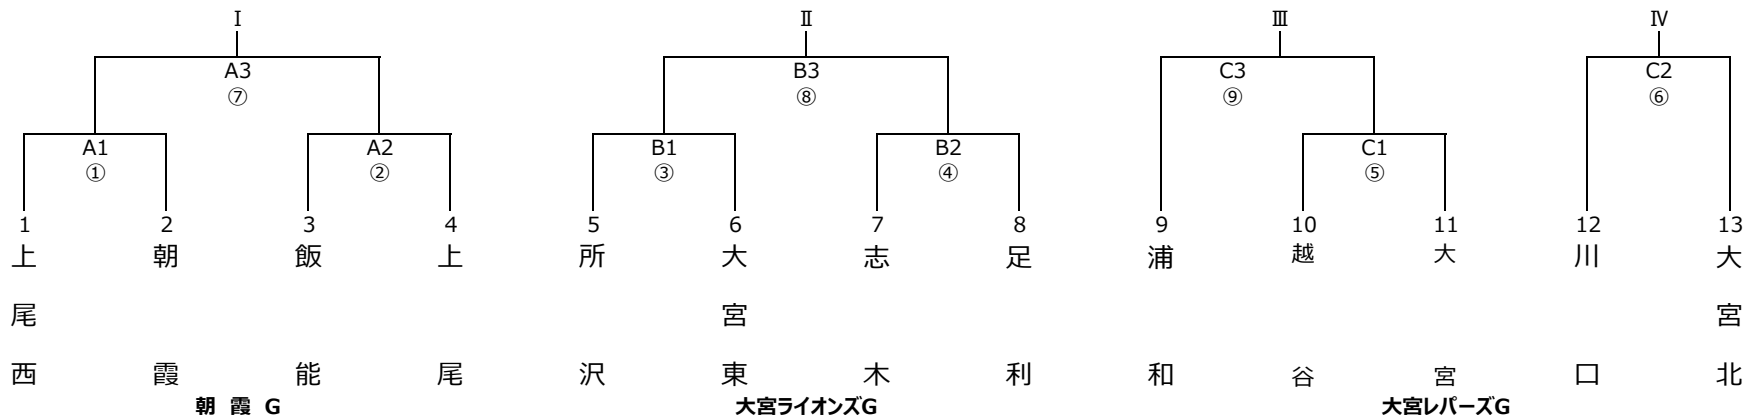 Ⅰ Ⅱ Ⅲ Ⅳ
A3 B3 C3 C2
⑦ ⑧ ⑨ ⑥
A1 A2 B1 B2 C1
① ② ③ ④ ⑤
1 2 3 4 5 6 7 8 9 10 11 12 13
上尾西 朝霞 飯能 上尾 所沢 大宮東 志木 足利 浦和 越谷 大宮 川口 大宮北
朝 霞 G 大宮ライオンズG 大宮レパーズG